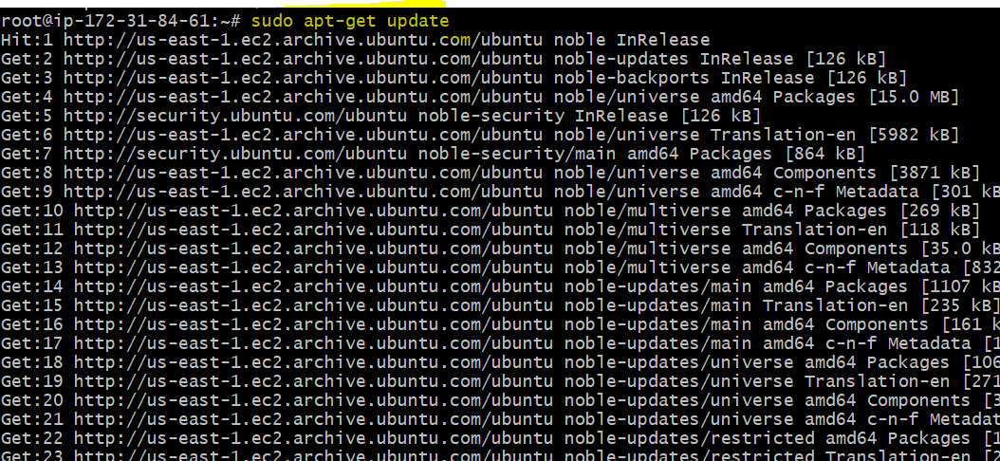 root@ip-172-31-84-61:~# sudo apt-get update
Hit:1 http://us-east-1.ec2.archive.ubuntu.com/ubuntu noble InRelease
Get:2 http://us-east-1.ec2.archive.ubuntu.com/ubuntu noble-updates InRelease [126 kB]
Get:3 http://us-east-1.ec2.archive.ubuntu.com/ubuntu noble-backports InRelease [126 kB]
Get:4 http://us-east-1.ec2.archive.ubuntu.com/ubuntu noble/universe amd64 Packages [15.0 MB]
Get:5 http://security.ubuntu.com/ubuntu noble-security InRelease [126 kB]
Get:6 http://us-east-1.ec2.archive.ubuntu.com/ubuntu noble/universe Translation-en [5982 kB]
Get:7 http://security.ubuntu.com/ubuntu noble-security/main amd64 Packages [864 kB]
Get:8 http://us-east-1.ec2.archive.ubuntu.com/ubuntu noble/universe amd64 Components [3871 kB]
Get:9 http://us-east-1.ec2.archive.ubuntu.com/ubuntu noble/universe amd64 c-n-f Metadata [301 kB
Get:10 http://us-east-1.ec2.archive.ubuntu.com/ubuntu noble/multiverse amd64 Packages [269 kB]
Get:11 http://us-east-1.ec2.archive.ubuntu.com/ubuntu noble/multiverse Translation-en [118 kB]
Get:12 http://us-east-1.ec2.archive.ubuntu.com/ubuntu noble/multiverse amd64 Components [35.0 kB
Get:13 http://us-east-1.ec2.archive.ubuntu.com/ubuntu noble/multiverse amd64 c-n-f Metadata [832
Get:14 http://us-east-1.ec2.archive.ubuntu.com/ubuntu noble-updates/main amd64 Packages [1107 kB
Get:15 http://us-east-1.ec2.archive.ubuntu.com/ubuntu noble-updates/main Translation-en [235 kB]
Get:16 http://us-east-1.ec2.archive.ubuntu.com/ubuntu noble-updates/main amd64 Components [161 k
Get:17 http://us-east-1.ec2.archive.ubuntu.com/ubuntu noble-updates/main amd64 c-n-f Metadata [1
Get:18 http://us-east-1.ec2.archive.ubuntu.com/ubuntu noble-updates/universe amd64 Packages [106
Get:19 http://us-east-1.ec2.archive.ubuntu.com/ubuntu noble-updates/universe Translation-en [271
Get:20 http://us-east-1.ec2.archive.ubuntu.com/ubuntu noble-updates/universe amd64 Components [3
Get:21 http://us-east-1.ec2.archive.ubuntu.com/ubuntu noble-updates/universe amd64 c-n-f Metadat
Get:22 http://us-east-1.ec2.archive.ubuntu.com/ubuntu noble-updates/restricted amd64 Packages [1
Get:23 http://us-east-1.ec2.archive.ubuntu.com/ubuntu noble-updates/restricted Translation-en [2